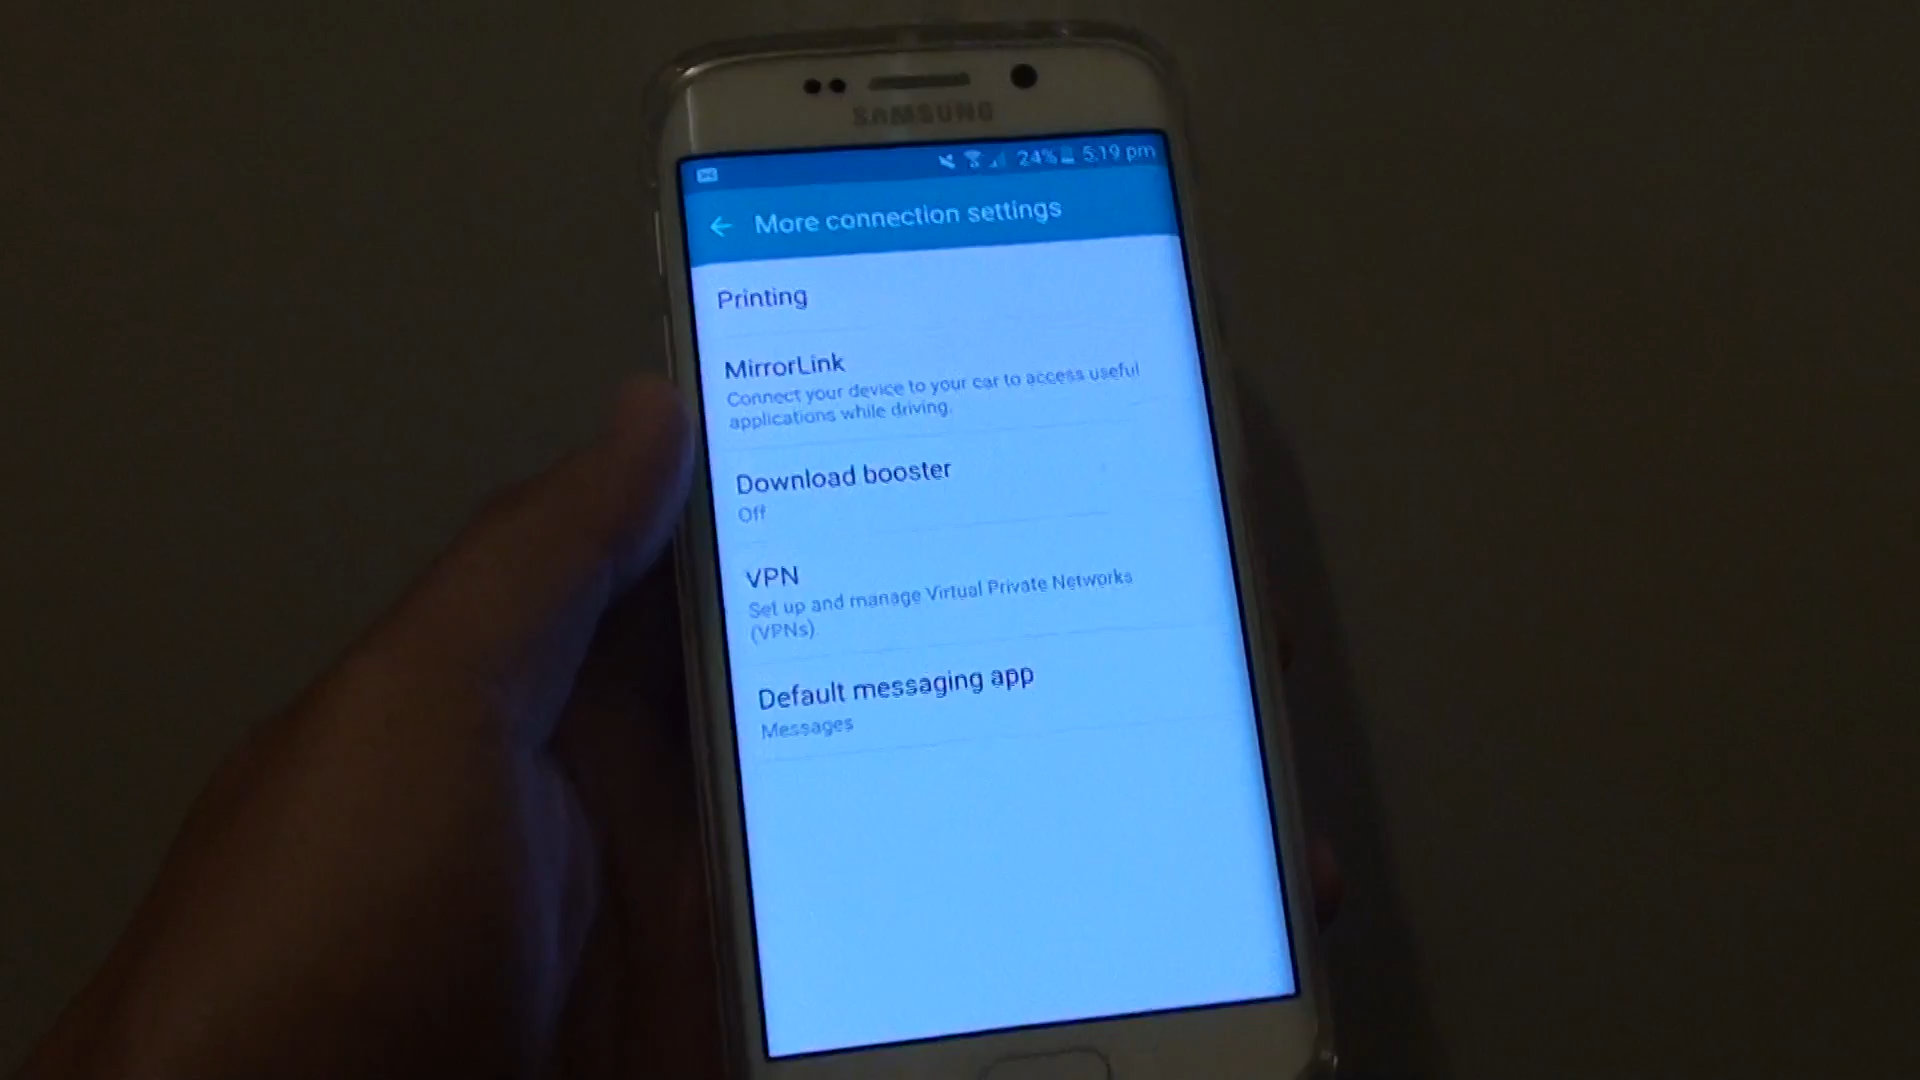 SAMSUNG
24% 5:19 pm
More connection settings
Printing
MirrorLink
Connect your device to your car to access useful
applications while driving.
Download booster
Off
VPN
Set up and manage Virtual Private Networks
(VPNs).
Default messaging app
Messages